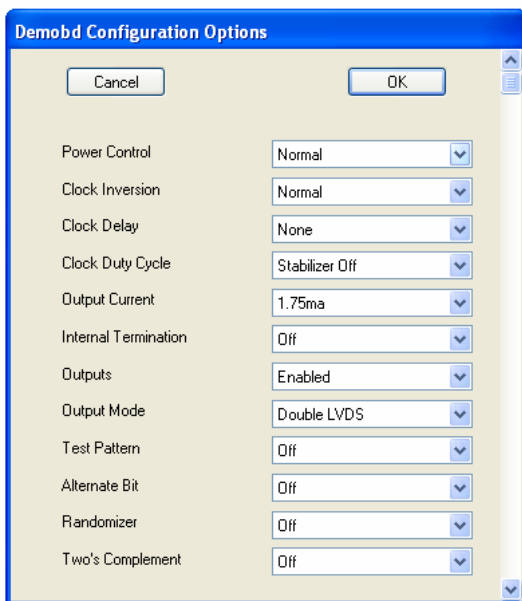 Demobd Configuration Options
Cancel OK
Power Control Normal
Clock Inversion Normal
Clock Delay None
Clock Duty Cycle Stabilizer Off
Output Current 1.75ma
Internal Termination Off
Outputs Enabled
Output Mode Double LVDS
Test Pattern Off
Alternate Bit Off
Randomizer Off
Two's Complement Off